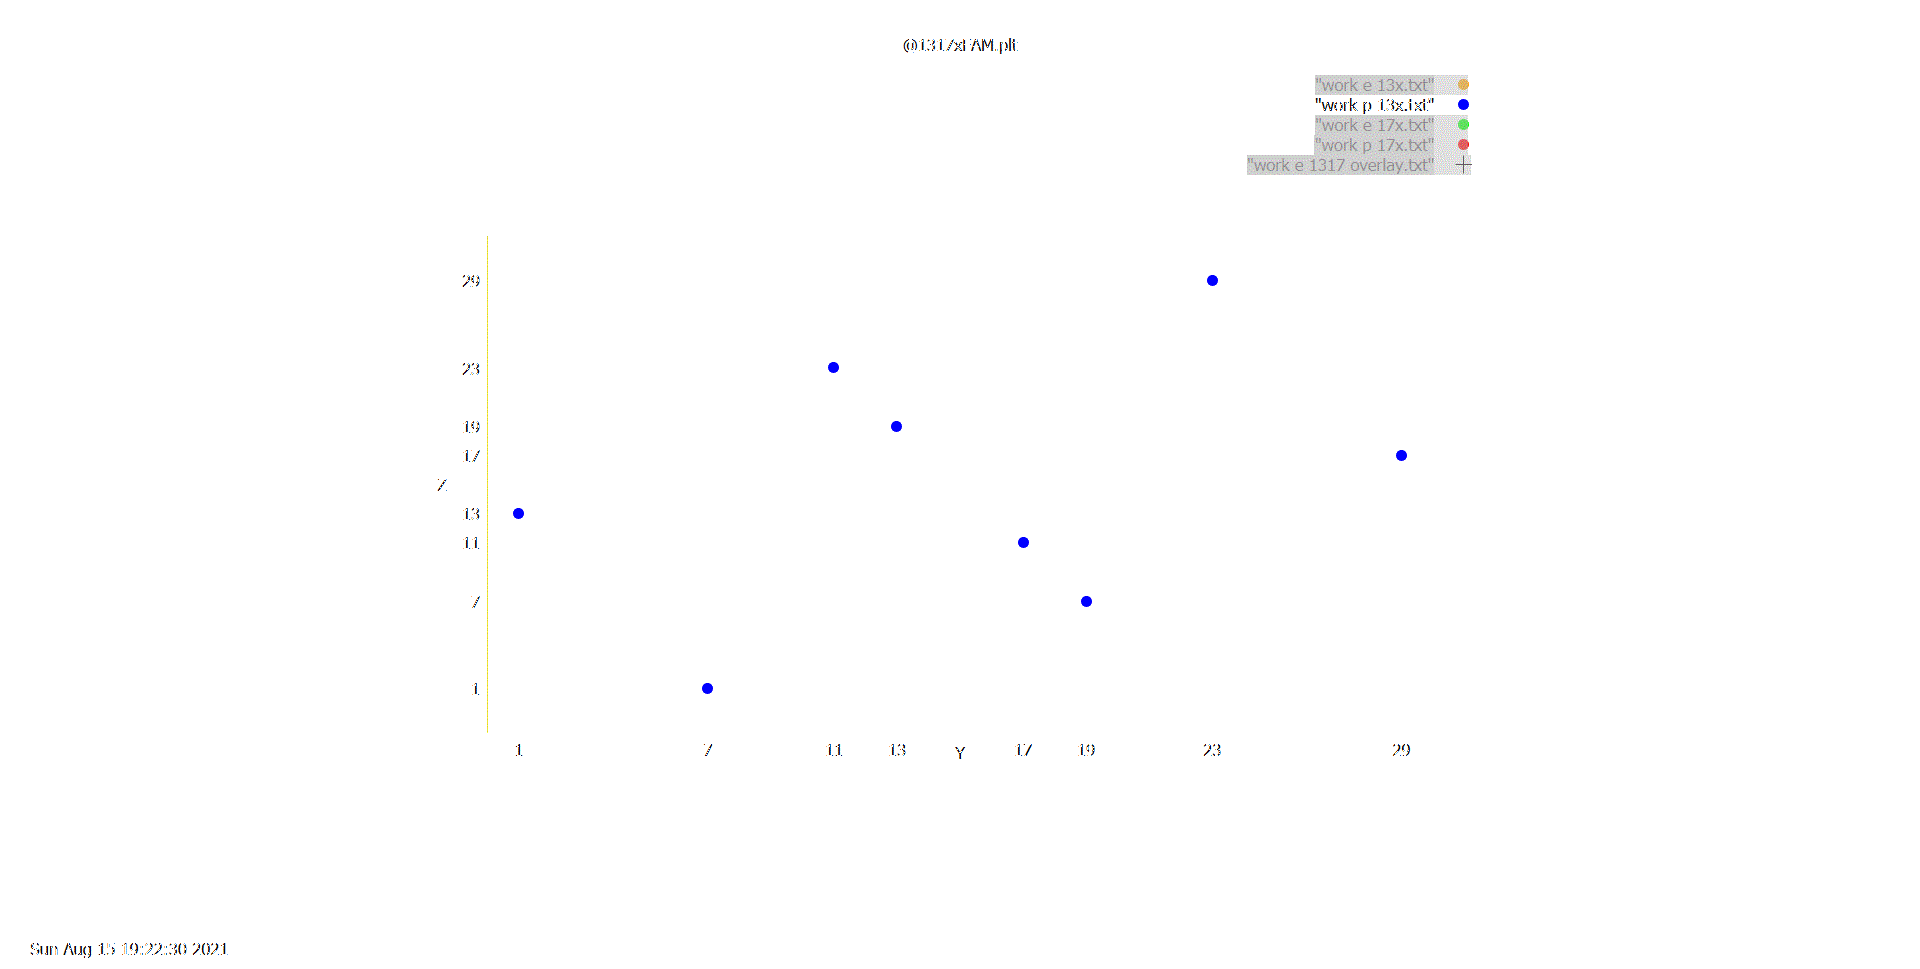 @1317xFAM.plt
"work e 13x.txt"
"work p 13x.txt"
"work e 17x.txt"
"work p 17x.txt"
"work e 1317 overlay.txt"
29
23
19
17
Z
13
11
7
1
1 7 11 13 Y 17 19 23 29
Sun Aug 15 19:22:30 2021